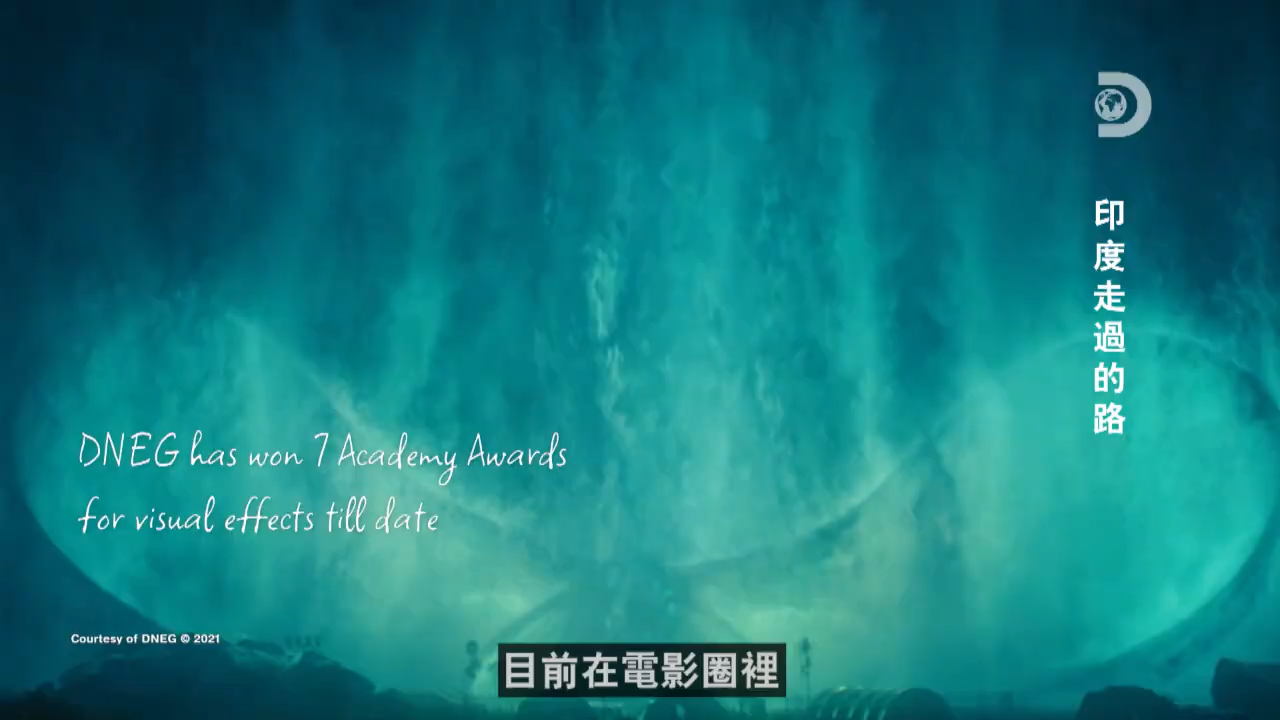 印度走過的路
DNEG has won 7 Academy Awards
for visual effects till date
Courtesy of DNEG © 2021
目前在電影圈裡